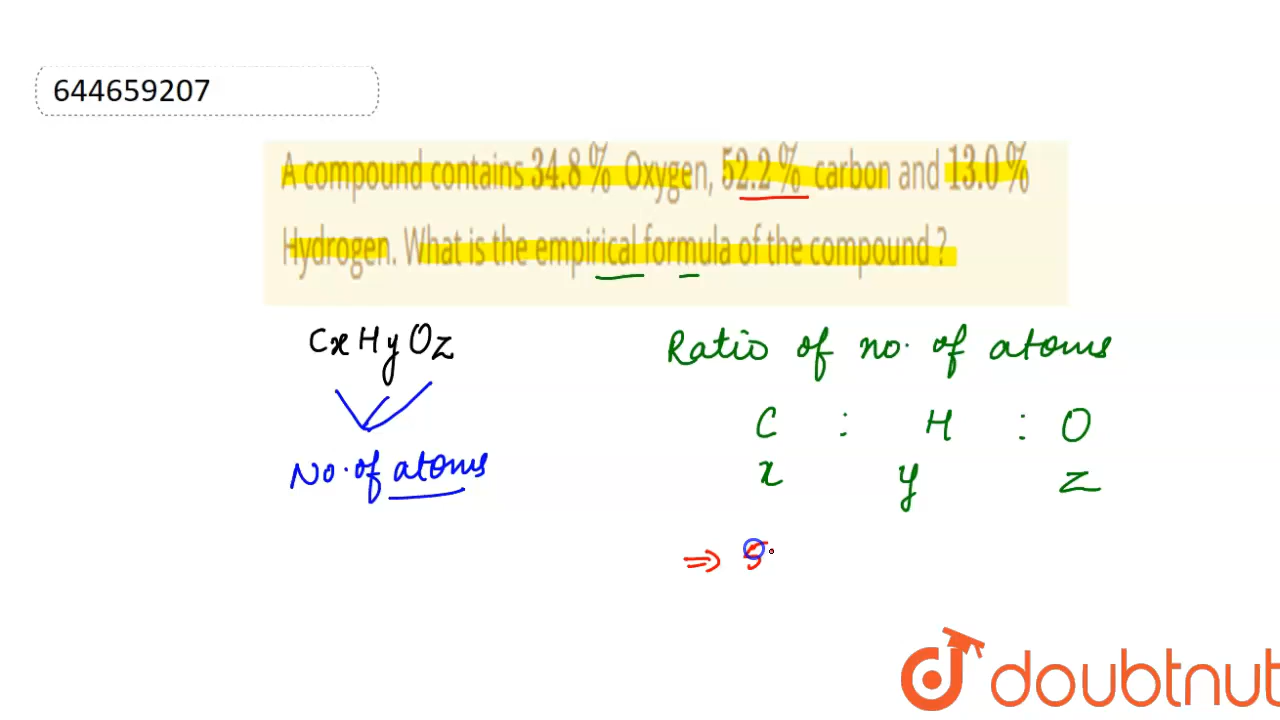 644659207
A compound contains 34.8% Oxygen, 52.2% carbon and 13.0%
Hydrogen. What is the empirical formula of the compound ?
CxHyOz
No. of atoms
Ratio of no. of atoms
C : H : O
x y z
⇒ 5
doubtnut